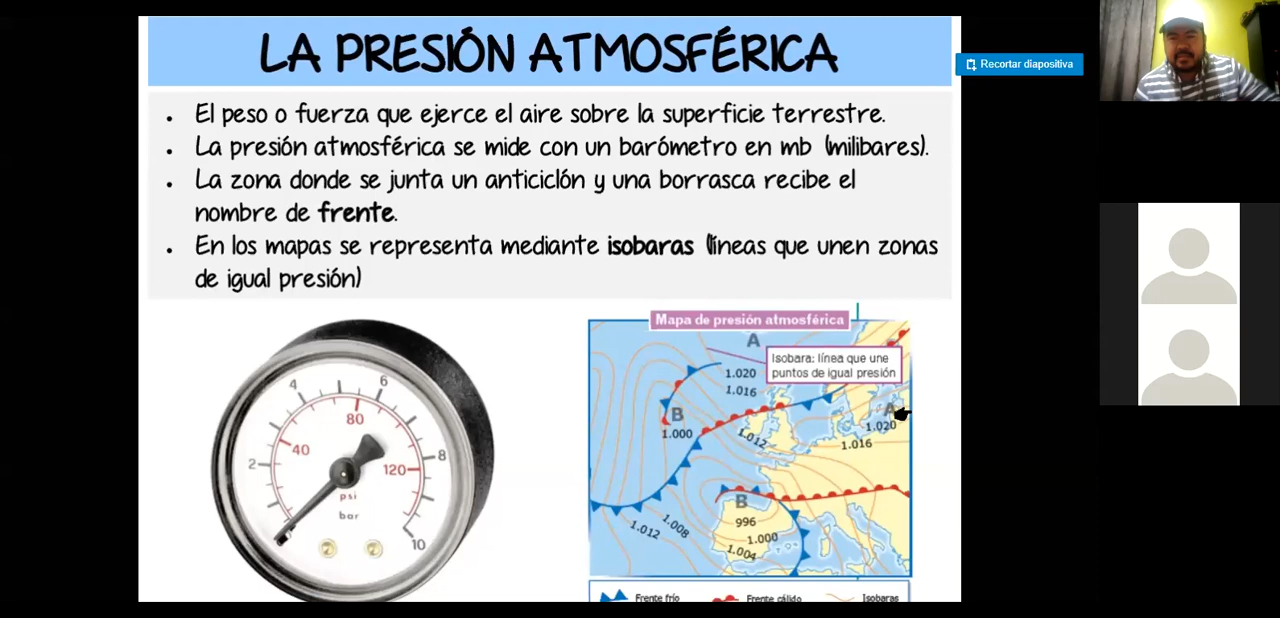 LA PRESIÓN ATMOSFÉRICA
Recortar diapositiva
• El peso o fuerza que ejerce el aire sobre la superficie terrestre.
• La presión atmosférica se mide con un barómetro en mb (milibares).
• La zona donde se junta un anticiclón y una borrasca recibe el
nombre de frente.
• En los mapas se representa mediante isobaras (líneas que unen zonas
de igual presión)
2
4
6
8
10
40
80
120
psi
bar
Mapa de presión atmosférica
A
Isobara: línea que une
puntos de igual presión
1.020
1.016
B
1.000
1.012
A
1.020
1.016
B
996
1.000
1.004
1.008
1.012
Frente frío
Frente cálido
Isobaras